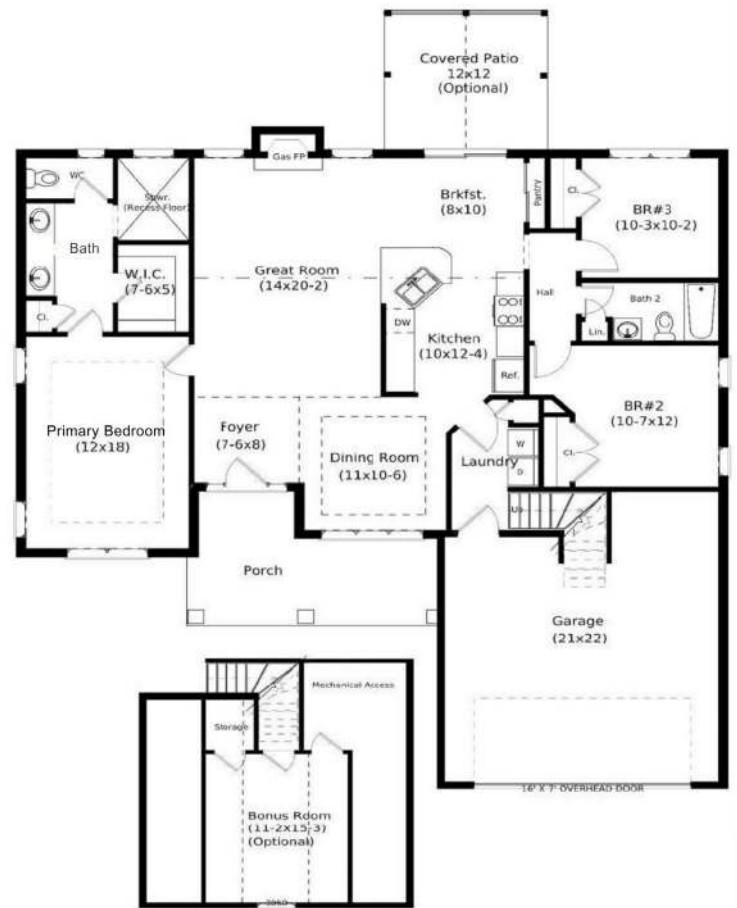 Covered Patio
12x12
(Optional)
Gas FP
WC
Shwr.
(Recess Floor)
Brkfst.
(8x10)
Pantry
Cl.
BR#3
(10-3x10-2)
Bath
W.I.C.
(7-6x5)
Great Room
(14x20-2)
Hall
Bath 2
Cl.
DW
Kitchen
(10x12-4)
Lin.
Ref.
Primary Bedroom
(12x18)
Foyer
(7-6x8)
Dining Room
(11x10-6)
Laundry
W
D
Cl.
BR#2
(10-7x12)
Up
Porch
Garage
(21x22)
Mechanical Access
Storage
16' X 7' OVERHEAD DOOR
Bonus Room
(11-2x15-3)
(Optional)